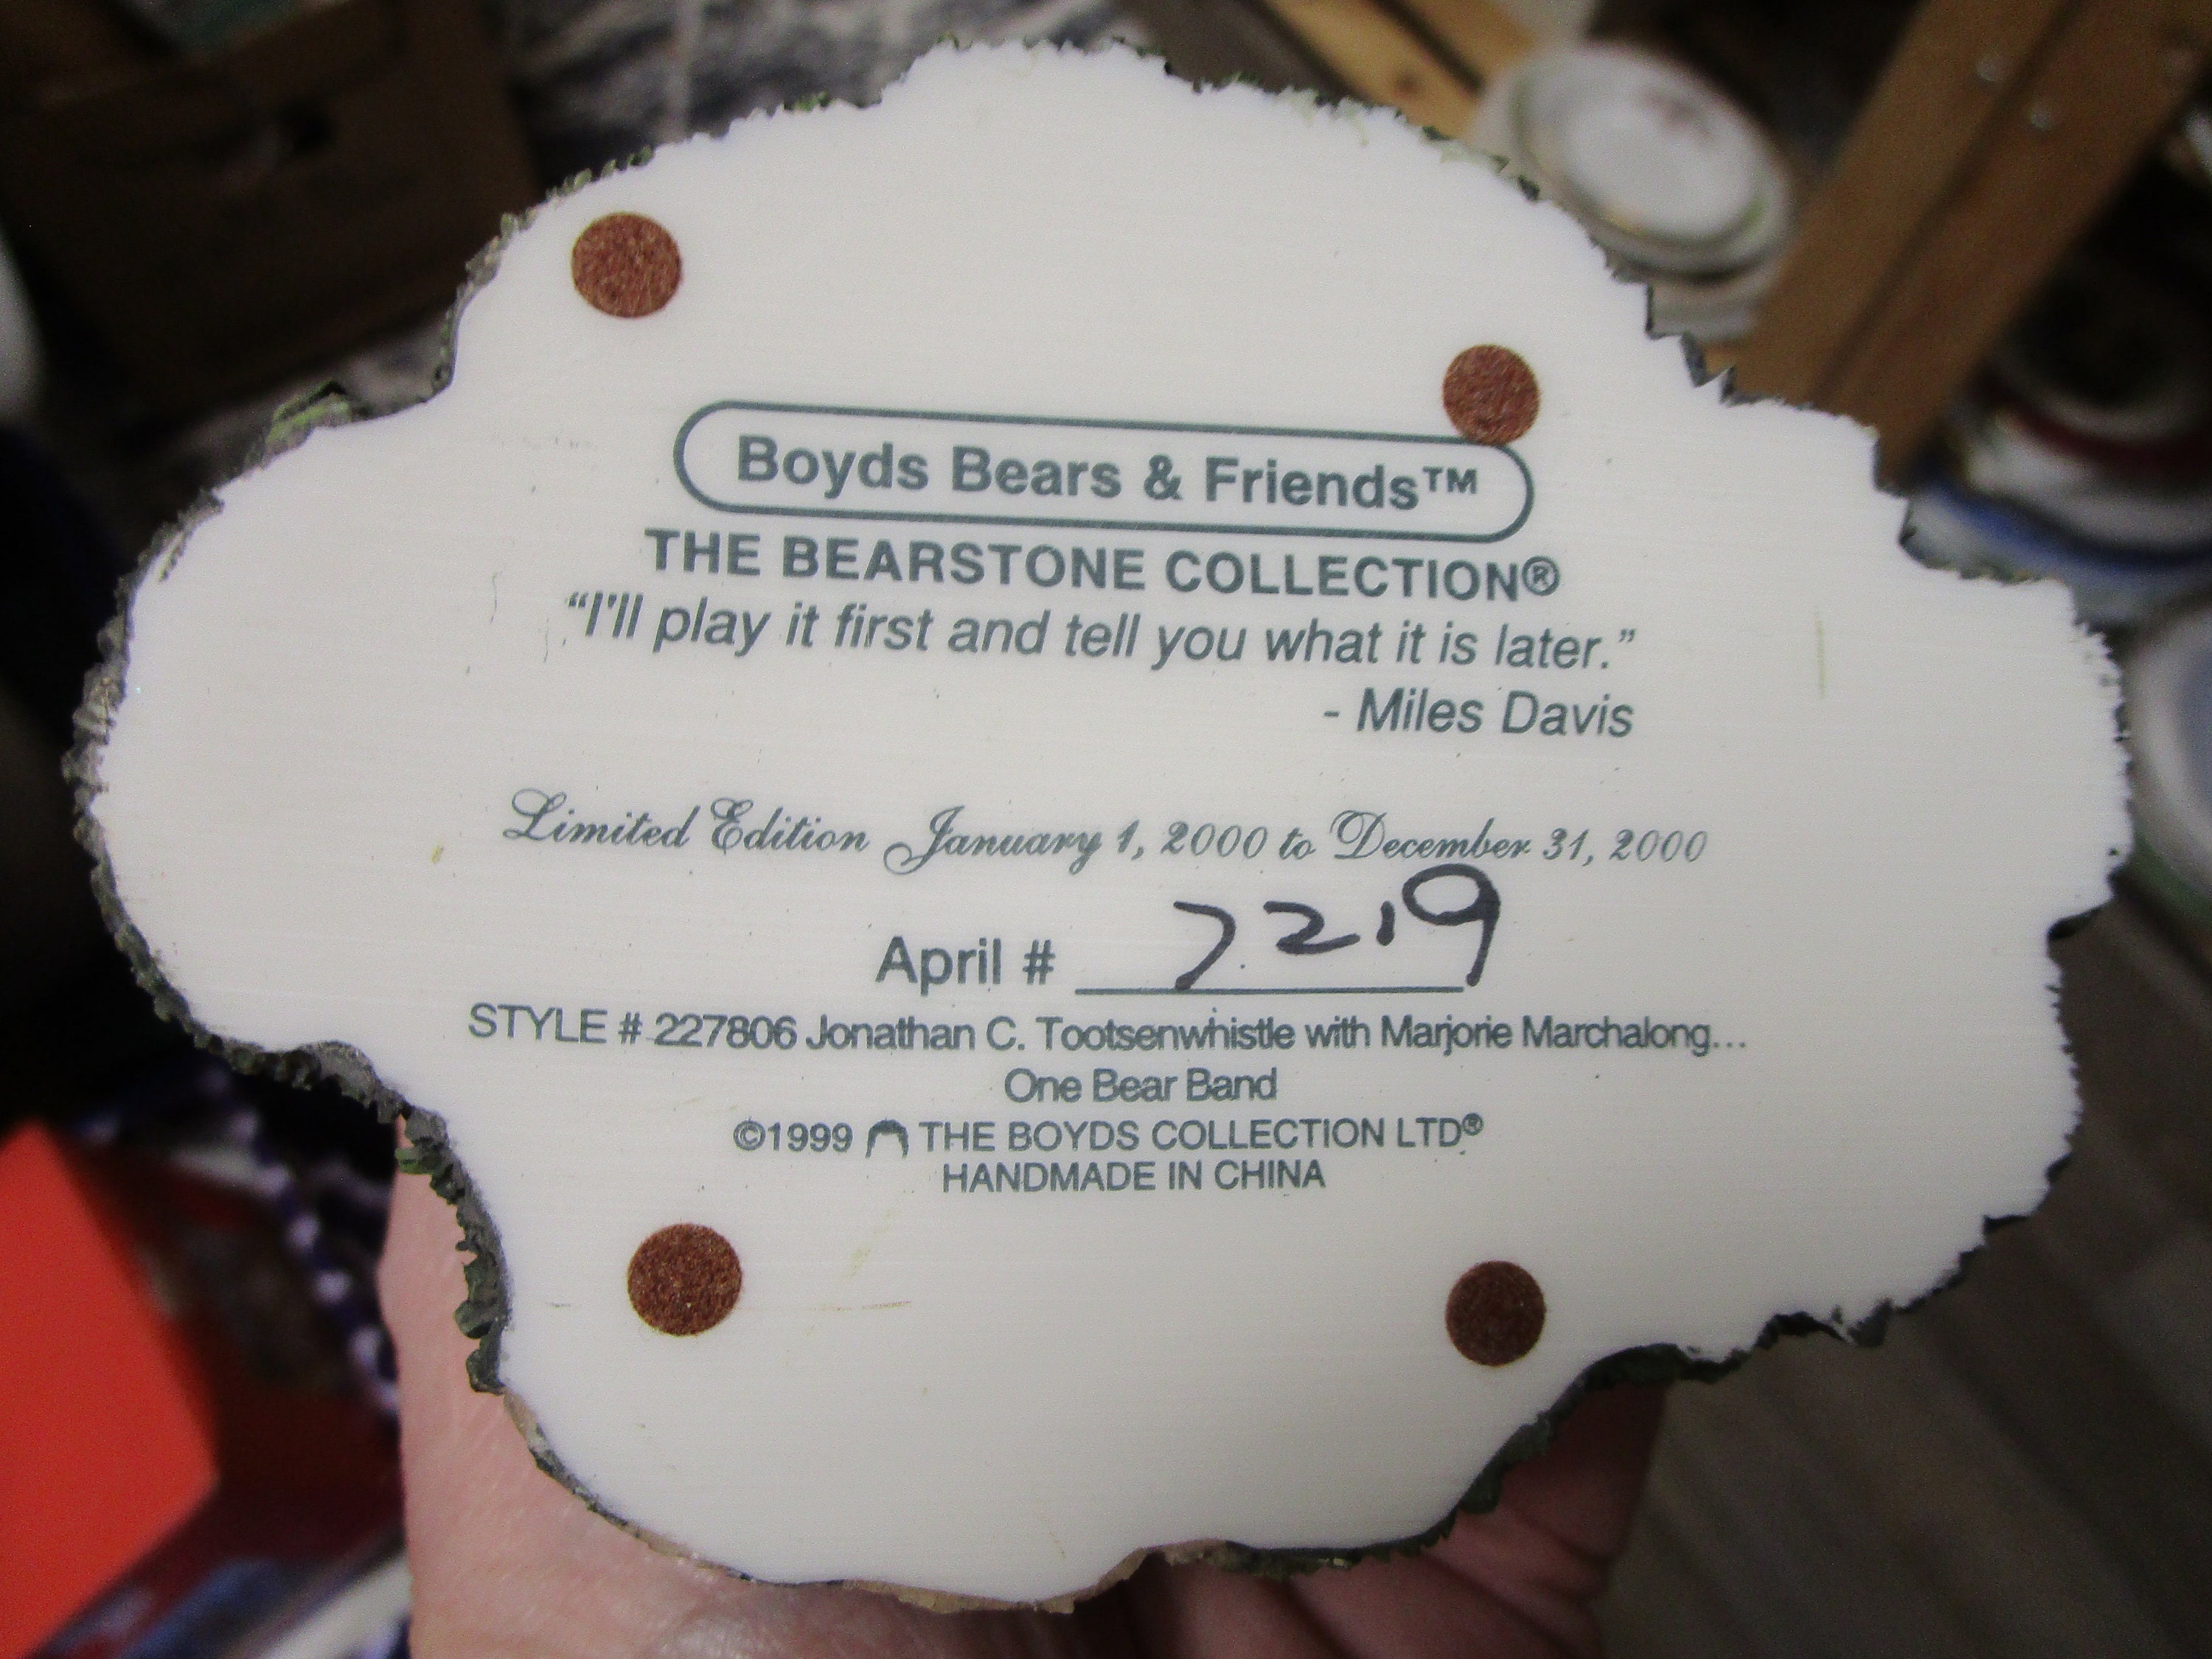 Boyds Bears & Friends™
THE BEARSTONE COLLECTION®
“I'll play it first and tell you what it is later.”
- Miles Davis
Limited Edition January 1, 2000 to December 31, 2000
April # 7219
STYLE # 227806 Jonathan C. Tootsenwhistle with Marjorie Marchalong...
One Bear Band
©1999 THE BOYDS COLLECTION LTD®
HANDMADE IN CHINA